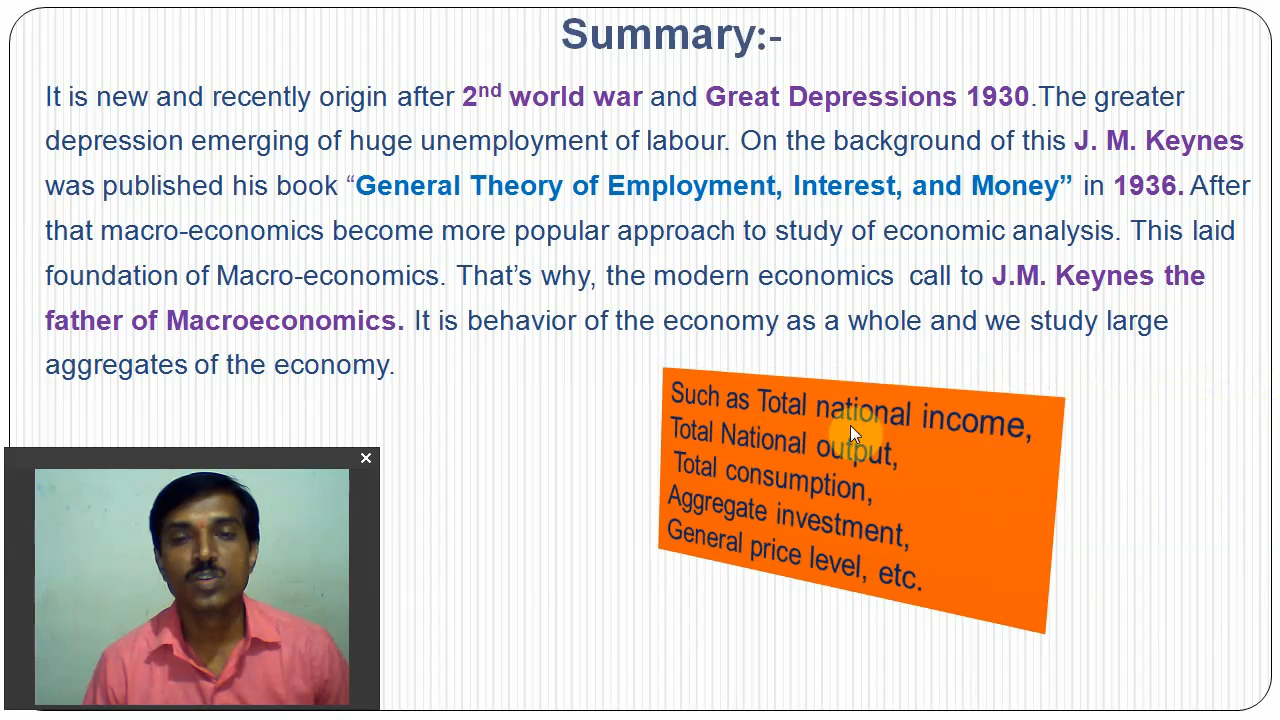 Summary:-
It is new and recently origin after 2nd world war and Great Depressions 1930.The greater
depression emerging of huge unemployment of labour. On the background of this J. M. Keynes
was published his book “General Theory of Employment, Interest, and Money” in 1936. After
that macro-economics become more popular approach to study of economic analysis. This laid
foundation of Macro-economics. That’s why, the modern economics  call to J.M. Keynes the
father of Macroeconomics. It is behavior of the economy as a whole and we study large
aggregates of the economy.
Such as Total national income,
Total National output,
Total consumption,
Aggregate investment,
General price level, etc.